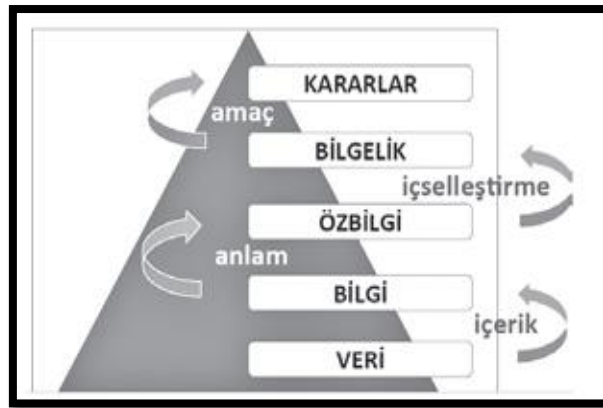 KARARLAR
amaç
BİLGELİK
içselleştirme
ÖZBİLGİ
anlam
BİLGİ
içerik
VERİ